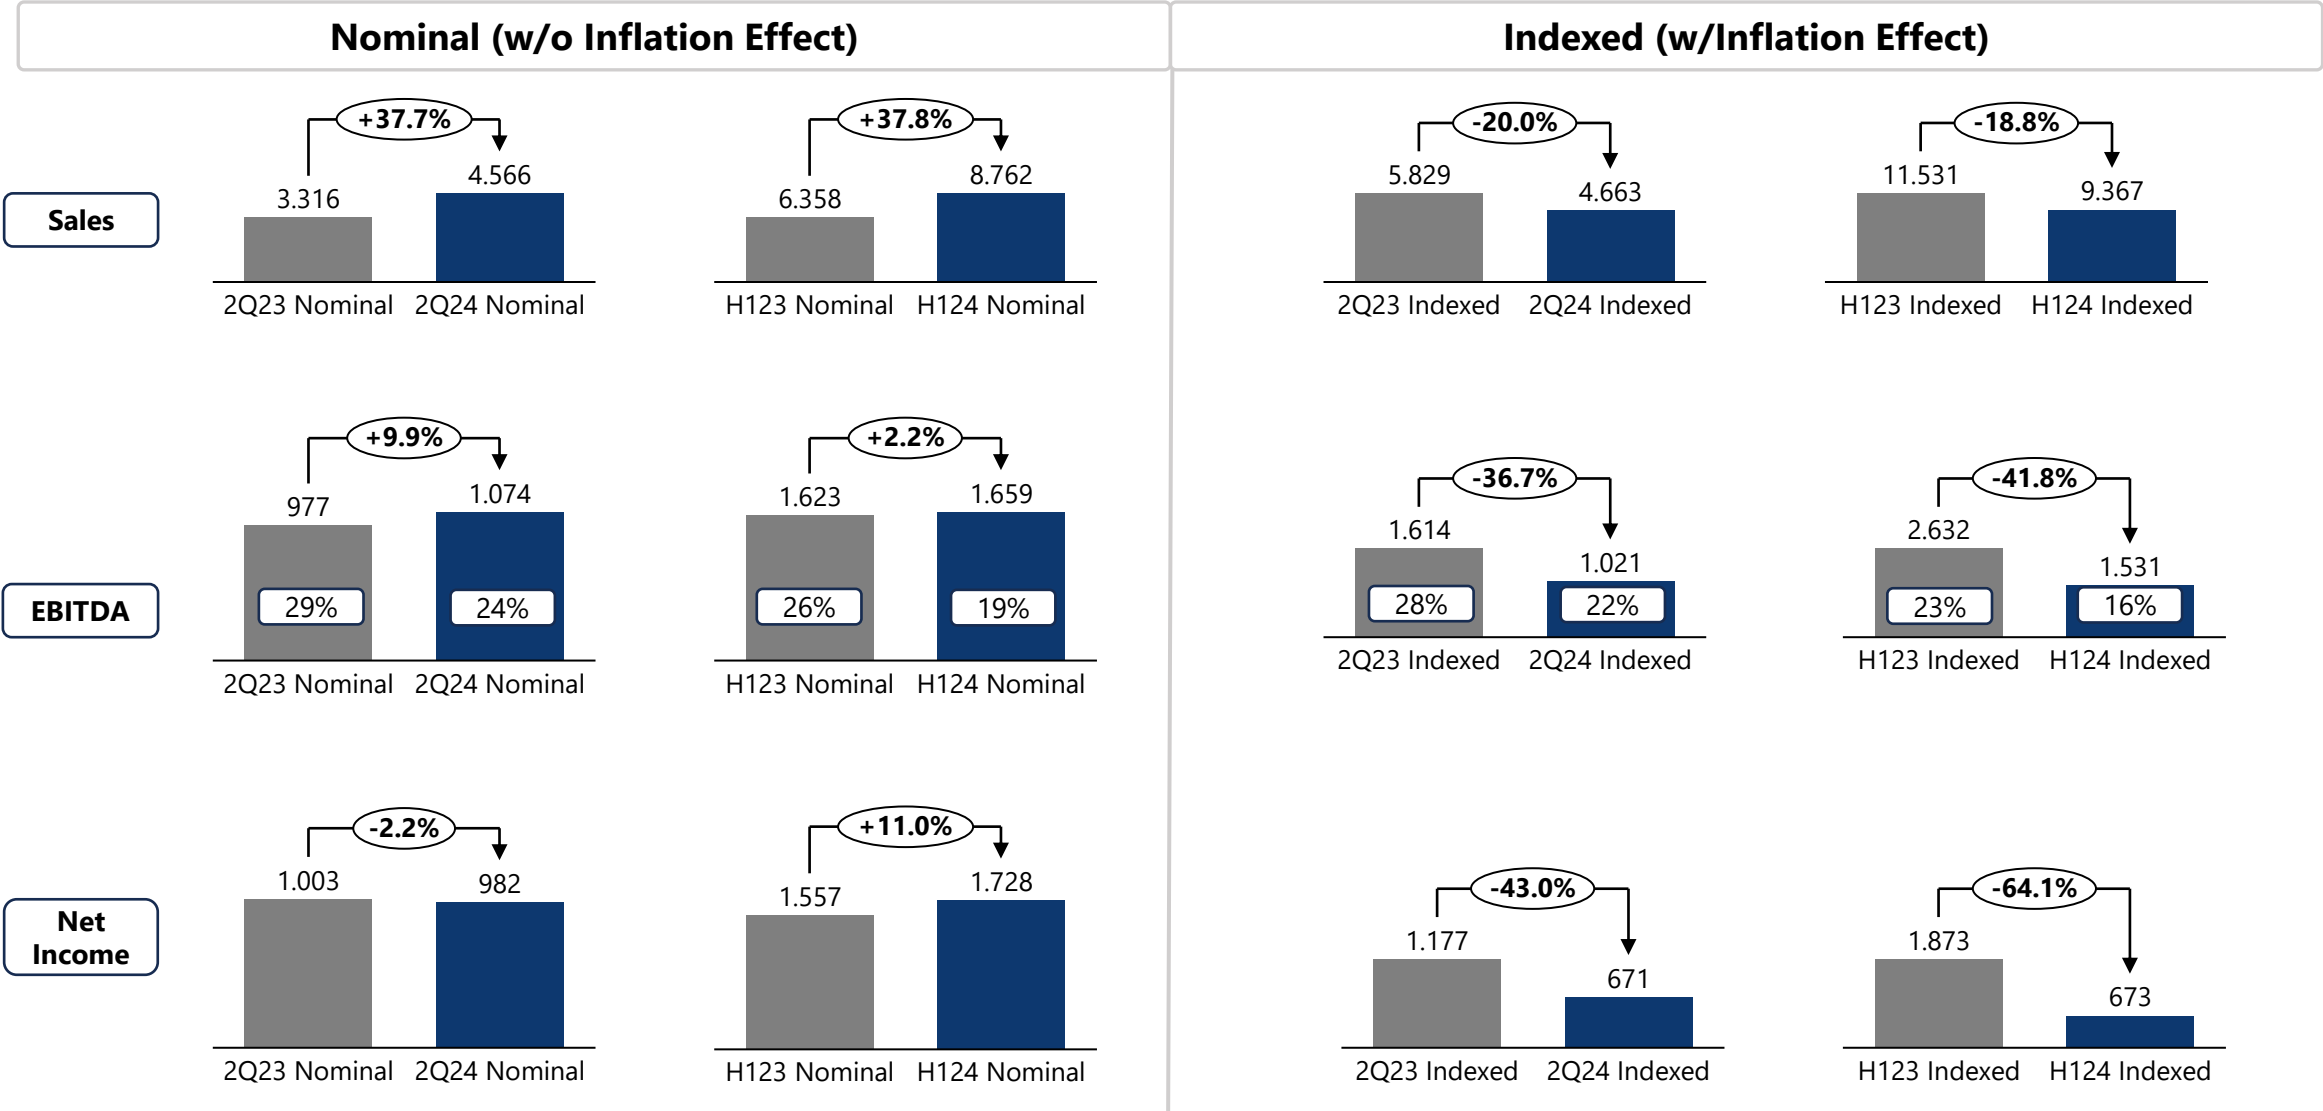 Nominal (w/o Inflation Effect)
Indexed (w/Inflation Effect)
Sales
+37.7%
3.316
4.566
2Q23 Nominal
2Q24 Nominal
+37.8%
6.358
8.762
H123 Nominal
H124 Nominal
-20.0%
5.829
4.663
2Q23 Indexed
2Q24 Indexed
-18.8%
11.531
9.367
H123 Indexed
H124 Indexed
EBITDA
+9.9%
977
1.074
29%
24%
2Q23 Nominal
2Q24 Nominal
+2.2%
1.623
1.659
26%
19%
H123 Nominal
H124 Nominal
-36.7%
1.614
1.021
28%
22%
2Q23 Indexed
2Q24 Indexed
-41.8%
2.632
1.531
23%
16%
H123 Indexed
H124 Indexed
Net
Income
-2.2%
1.003
982
2Q23 Nominal
2Q24 Nominal
+11.0%
1.557
1.728
H123 Nominal
H124 Nominal
-43.0%
1.177
671
2Q23 Indexed
2Q24 Indexed
-64.1%
1.873
673
H123 Indexed
H124 Indexed